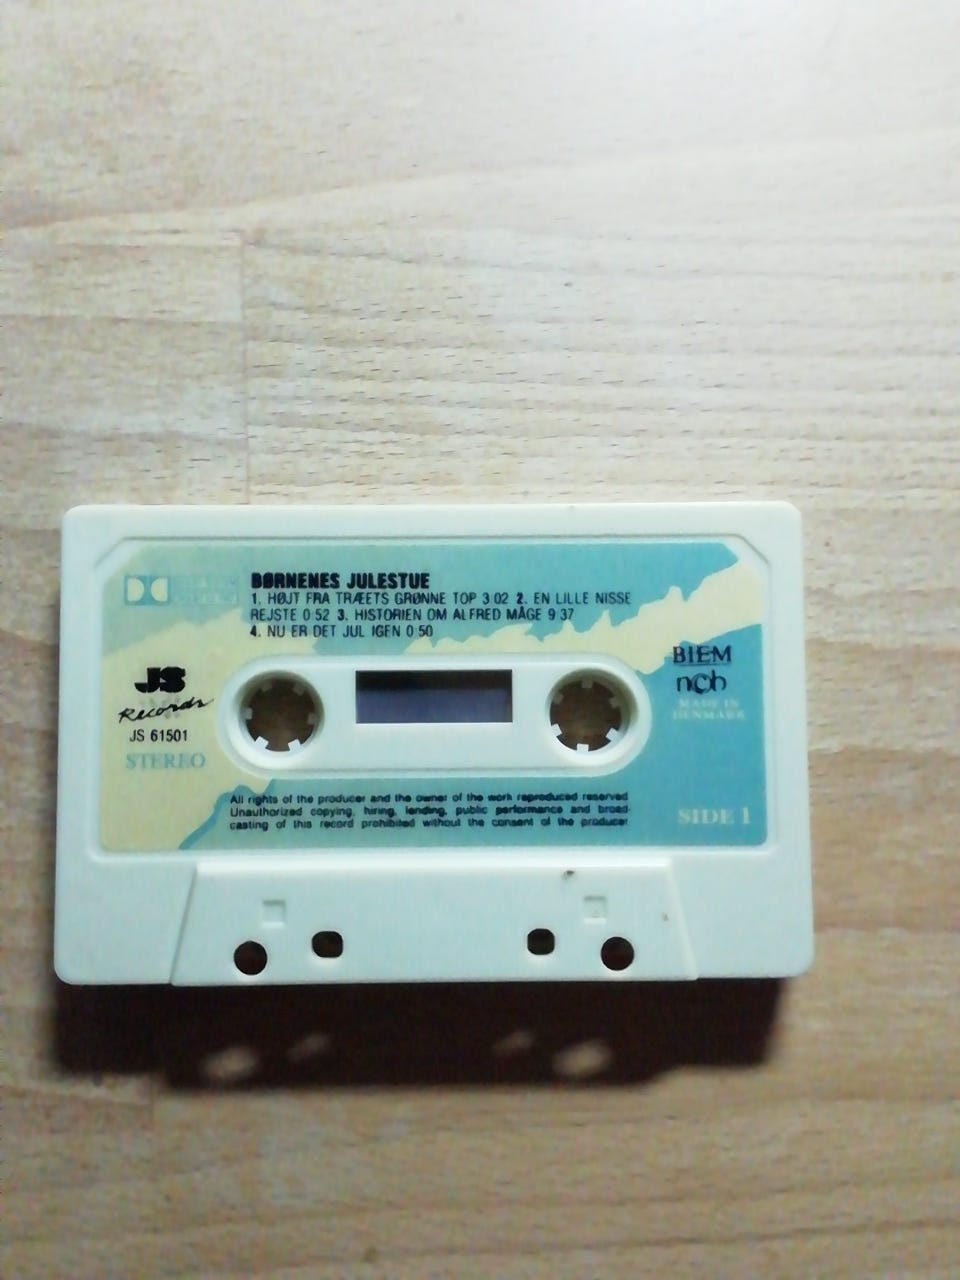 BØRNENES JULESTUE
1. HØJT FRA TRÆETS GRØNNE TOP 3 02 2. EN LILLE NISSE
REJSTE 0 52 3. HISTORIEN OM ALFRED MÅGE 9 37
4. NU ER DET JUL IGEN 0 50
JS
Records
JS 61501
STEREO
BIEM
ncb
MADE IN
DENMARK
All rights of the producer and the owner of the work reproduced reserved
Unauthorized copying, hiring, lending, public performance and broad-
casting of this record prohibited without the consent of the producer
SIDE 1